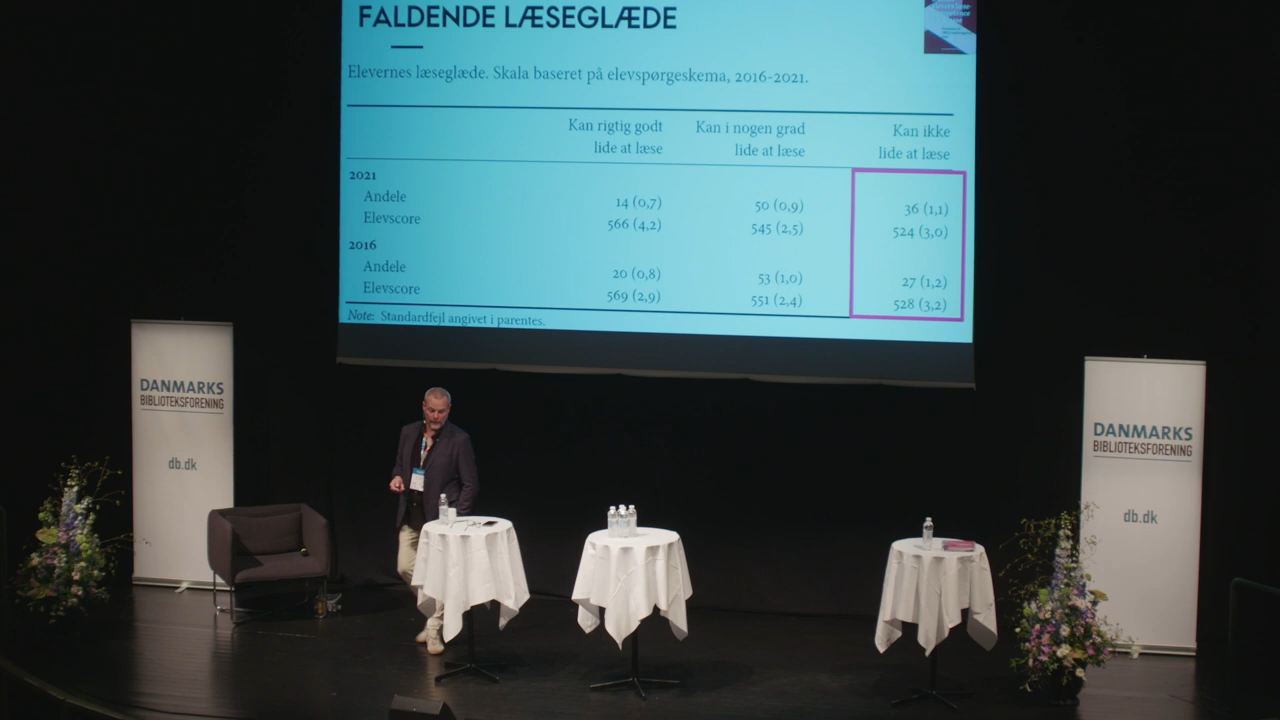 FALDENDE LÆSEGLÆDE
Elevernes læseglæde. Skala baseret på elevspørgeskema, 2016-2021.
Kan rigtig godt Kan i nogen grad Kan ikke
lide at læse lide at læse lide at læse
2021
Andele 14 (0,7) 50 (0,9) 36 (1,1)
Elevscore 566 (4,2) 545 (2,5) 524 (3,0)
2016
Andele 20 (0,8) 53 (1,0) 27 (1,2)
Elevscore 569 (2,9) 551 (2,4) 528 (3,2)
Note: Standardfejl angivet i parentes.
DANMARKS
BIBLIOTEKSFORENING
db.dk
DANMARKS
BIBLIOTEKSFORENING
db.dk